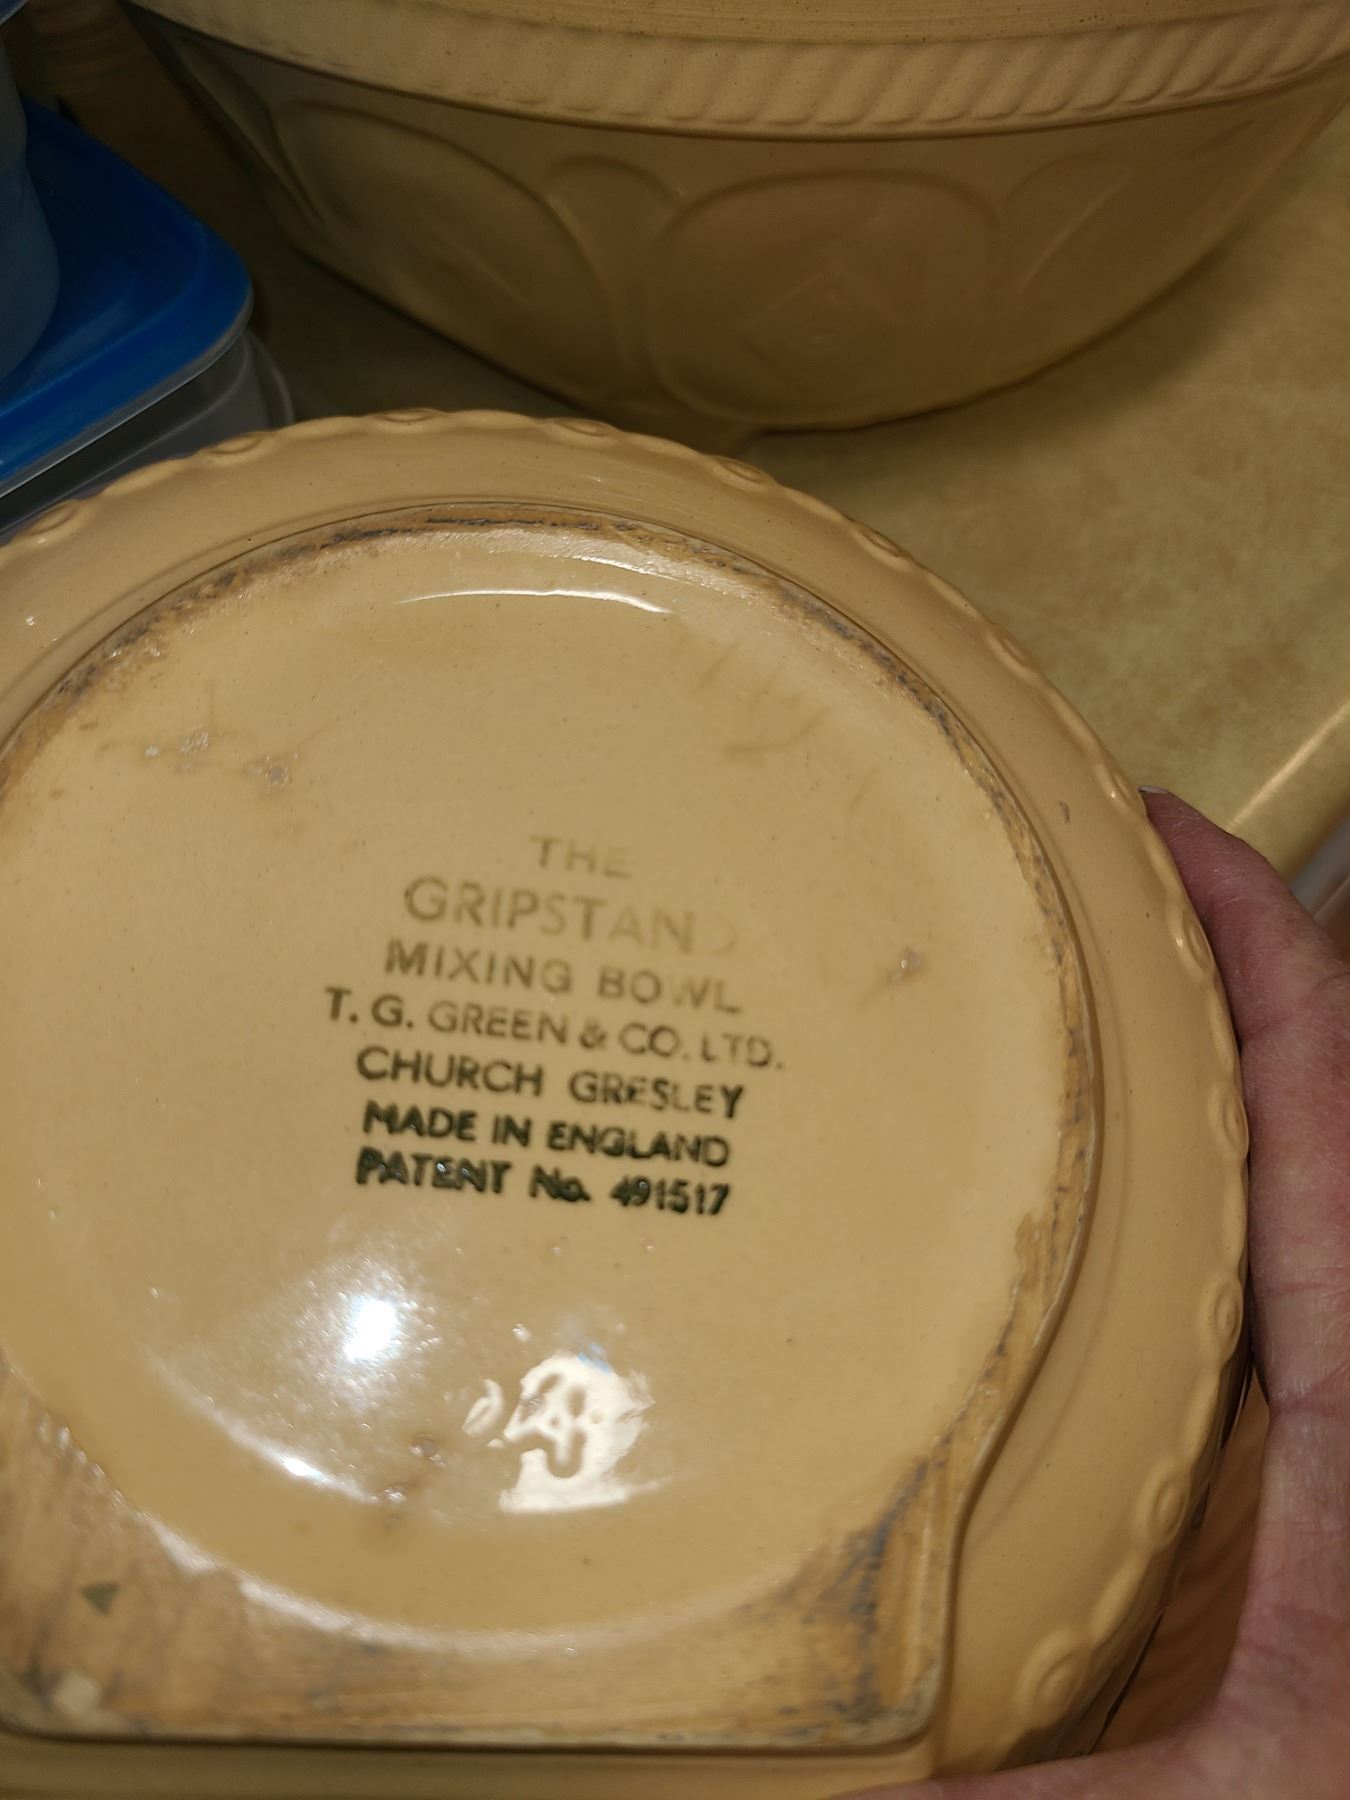 THE
GRIPSTAND
MIXING BOWL
T. G. GREEN & CO. LTD.
CHURCH GRESLEY
MADE IN ENGLAND
PATENT No. 491517